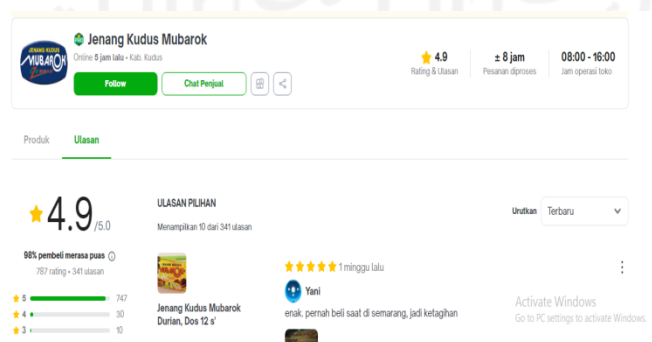 JENANG KUDUS
MUBAROK
Jenang Kudus Mubarok
Online 5 jam lalu • Kab. Kudus
Follow
Chat Penjual
4.9
Rating & Ulasan
± 8 jam
Pesanan diproses
08:00 - 16:00
Jam operasi toko
Produk
Ulasan
4.9 /5.0
98% pembeli merasa puas
787 rating • 341 ulasan
5 747
4 30
3 10
ULASAN PILIHAN
Menampilkan 10 dari 341 ulasan
Urutkan
Terbaru
Jenang Kudus Mubarok
Durian, Dos 12 s'
1 minggu lalu
Yani
enak. pernah beli saat di semarang, jadi ketagihan
Activate Windows
Go to PC settings to activate Windows.